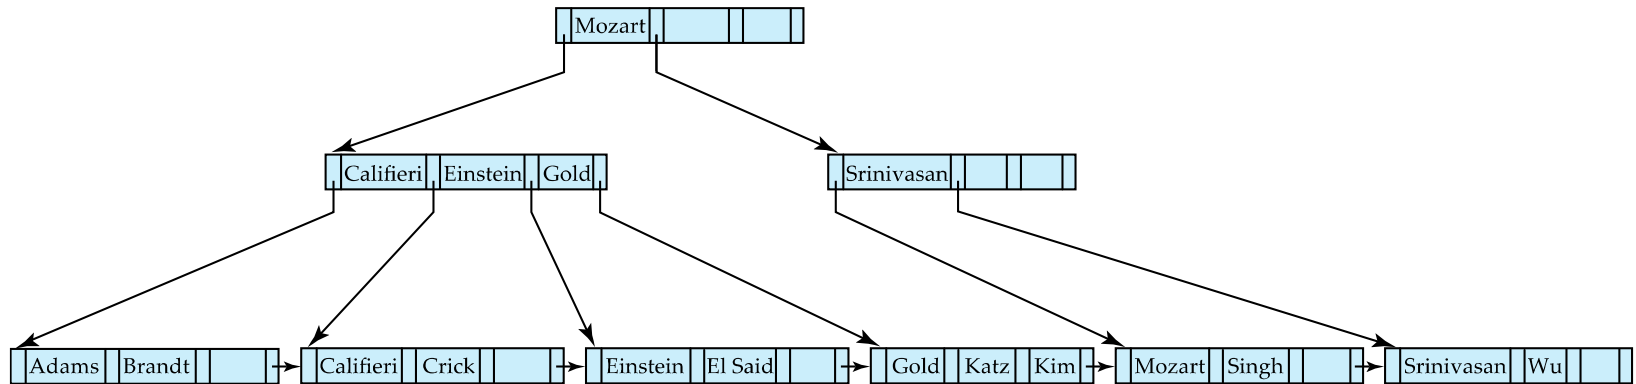 Mozart
Califieri Einstein Gold Srinivasan
Adams Brandt Califieri Crick Einstein El Said Gold Katz Kim Mozart Singh Srinivasan Wu